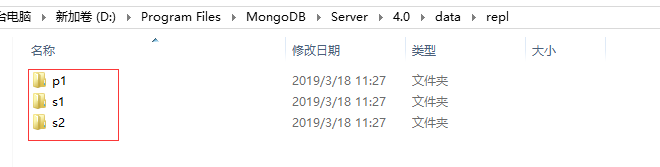 台电脑 ▸ 新加卷 (D:) ▸ Program Files ▸ MongoDB ▸ Server ▸ 4.0 ▸ data ▸ repl
名称 修改日期 类型 大小
p1 2019/3/18 11:27 文件夹
s1 2019/3/18 11:27 文件夹
s2 2019/3/18 11:27 文件夹